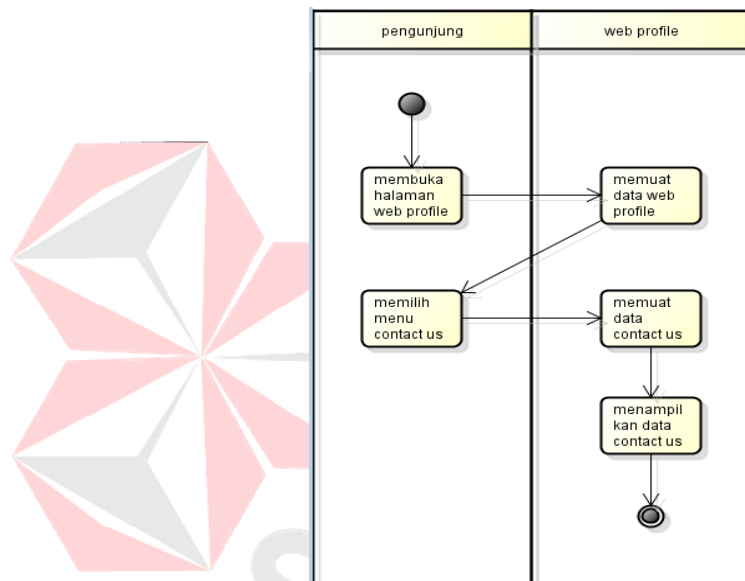 pengunjung
web profile
membuka
halaman
web profile
memuat
data web
profile
memilih
menu
contact us
memuat
data
contact us
menampil
kan data
contact us